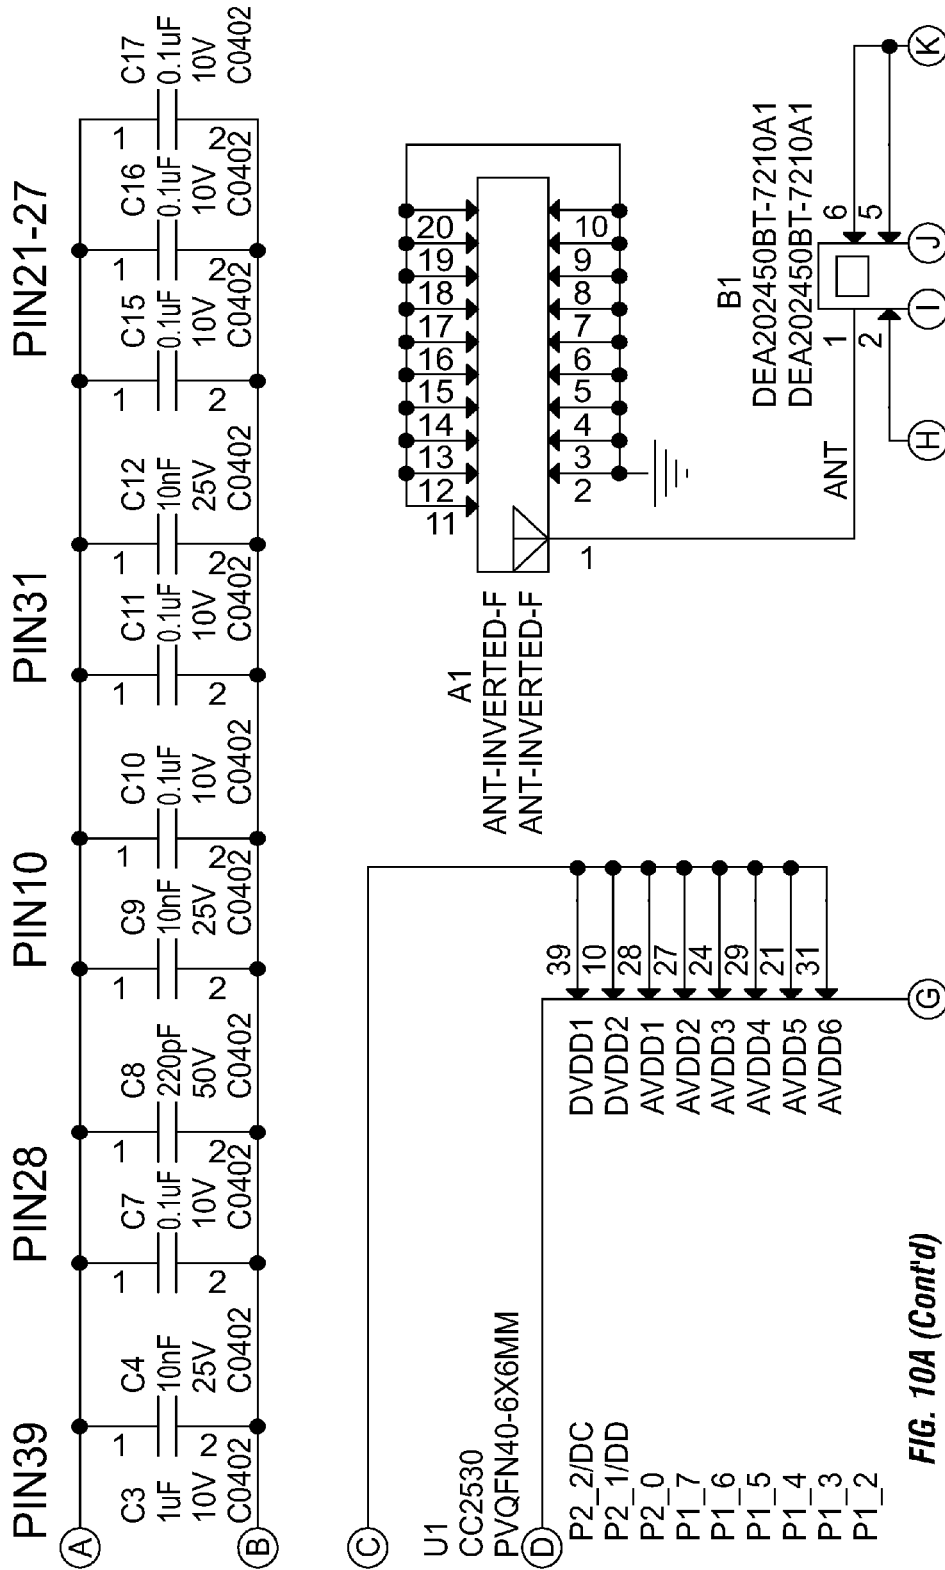 PIN39
PIN28
PIN10
PIN31
PIN21-27
A
1
C3
1uF
10V
2
C0402
1
C4
10nF
25V
2
C0402
1
C7
0.1uF
10V
2
C0402
1
C8
220pF
50V
2
C0402
1
C9
10nF
25V
2
C0402
1
C10
0.1uF
10V
2
C0402
1
C11
0.1uF
10V
2
C0402
1
C12
10nF
25V
2
C0402
1
C15
0.1uF
10V
2
C0402
C16
0.1uF
10V
C0402
C17
0.1uF
10V
C0402
B
C
U1
CC2530
PVQFN40-6X6MM
D
P2_2/DC
P2_1/DD
P2_0
P1_7
P1_6
P1_5
P1_4
P1_3
P1_2
DVDD1 39
DVDD2 10
AVDD1 28
AVDD2 27
AVDD3 24
AVDD4 29
AVDD5 21
AVDD6 31
G
A1
ANT-INVERTED-F
ANT-INVERTED-F
11
12
13
14
15
16
17
18
19
20
1
2
3
4
5
6
7
8
9
10
ANT
B1
DEA202450BT-7210A1
DEA202450BT-7210A1
1
6
2
5
H
I
J
K
FIG. 10A (Cont'd)